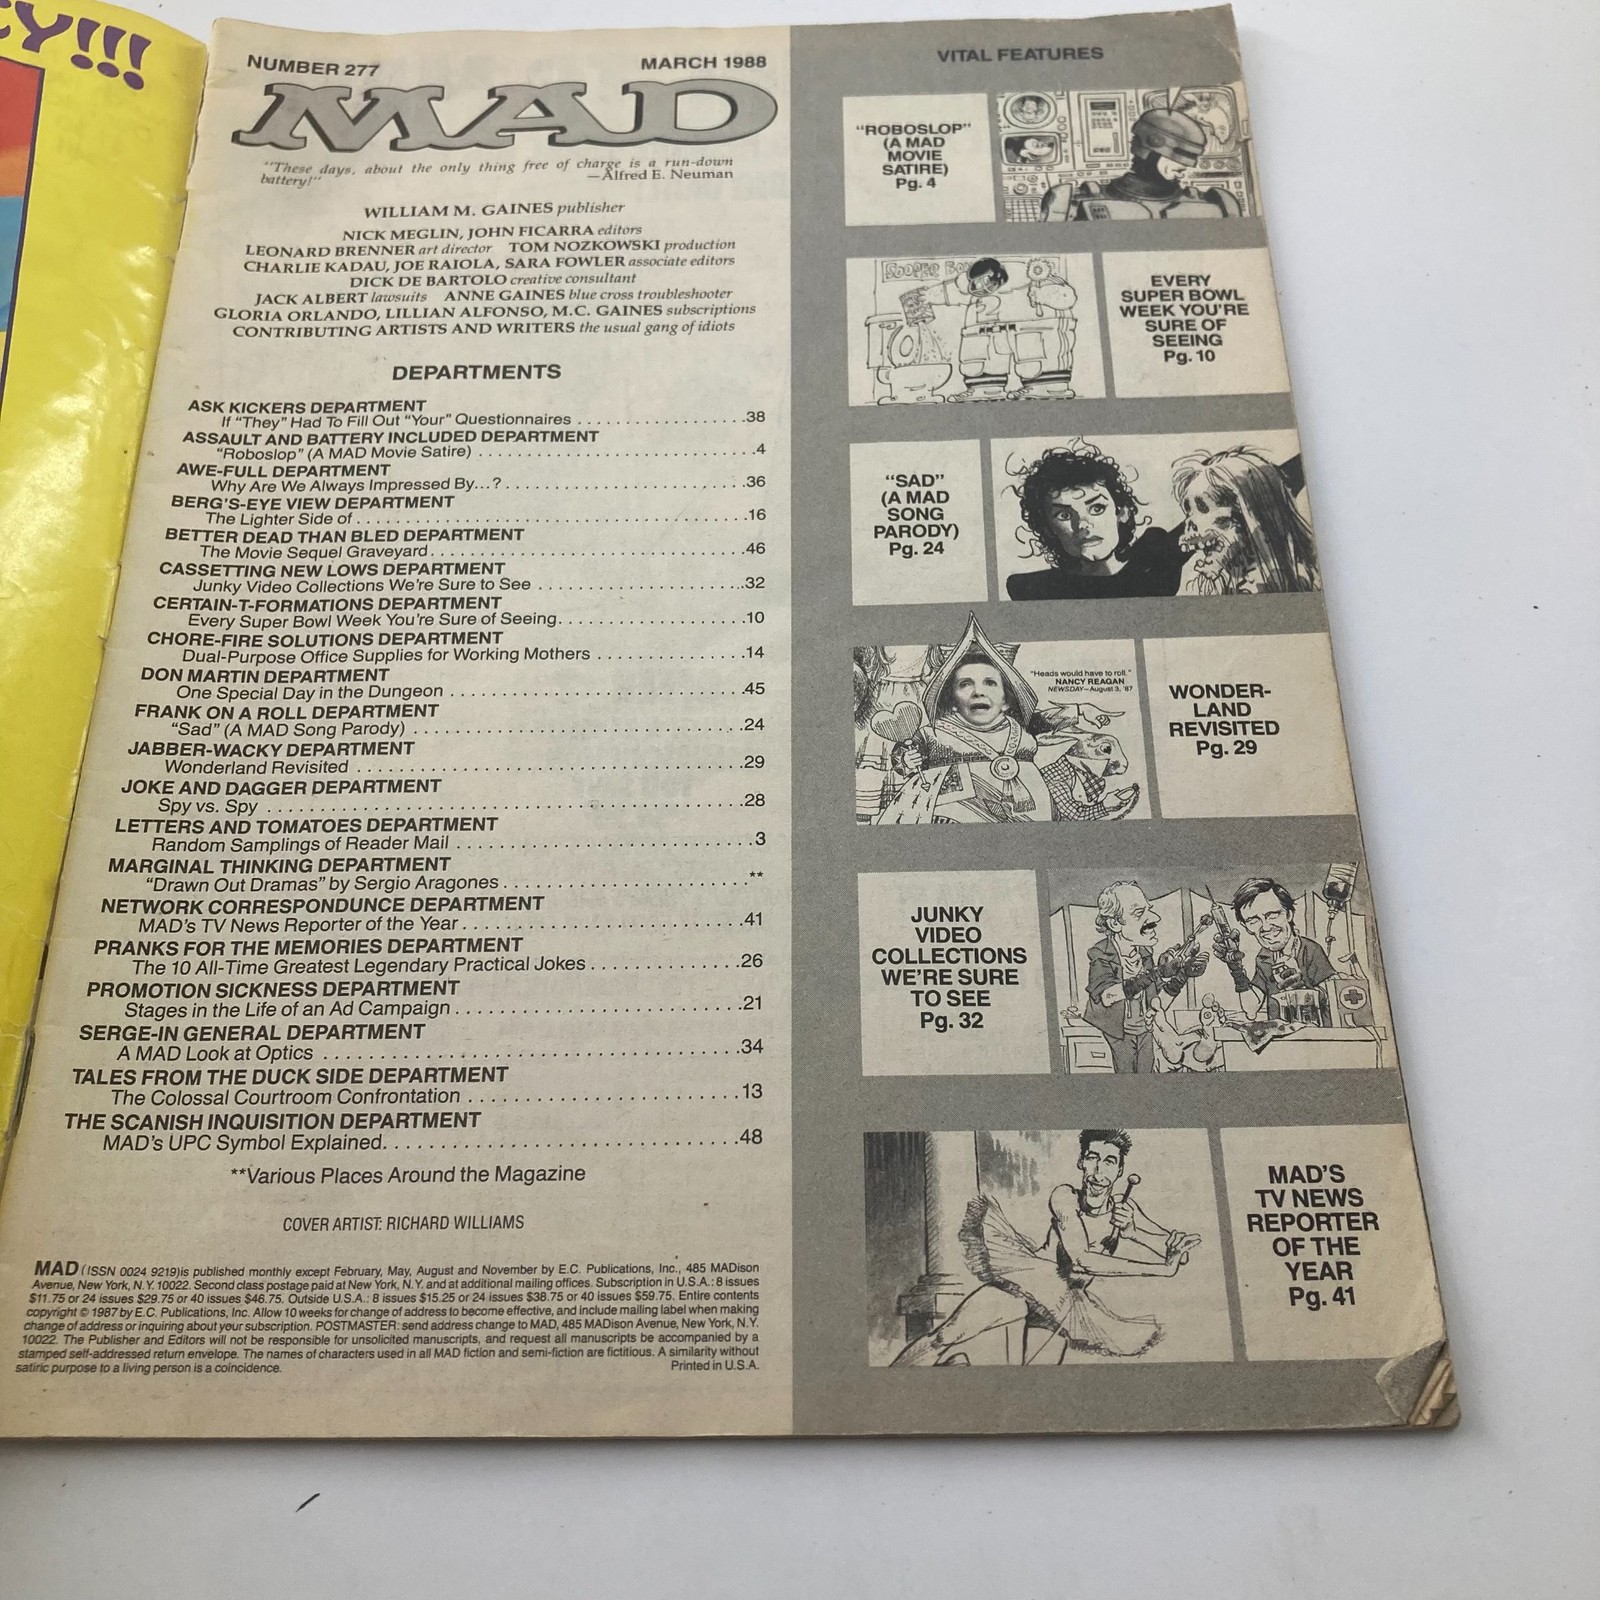 CY!!!
NUMBER 277
MARCH 1988
MAD
"These days, about the only thing free of charge is a run-down
battery!"
—Alfred E. Neuman
WILLIAM M. GAINES publisher
NICK MEGLIN, JOHN FICARRA editors
LEONARD BRENNER art director TOM NOZKOWSKI production
CHARLIE KADAU, JOE RAIOLA, SARA FOWLER associate editors
DICK DE BARTOLO creative consultant
JACK ALBERT lawsuits ANNE GAINES blue cross troubleshooter
GLORIA ORLANDO, LILLIAN ALFONSO, M.C. GAINES subscriptions
CONTRIBUTING ARTISTS AND WRITERS the usual gang of idiots
DEPARTMENTS
ASK KICKERS DEPARTMENT
If "They" Had To Fill Out "Your" Questionnaires . . . . . . . . . . . . . . . . . .38
ASSAULT AND BATTERY INCLUDED DEPARTMENT
"Roboslop" (A MAD Movie Satire) . . . . . . . . . . . . . . . . . . . . . . . . . . . . .4
AWE-FULL DEPARTMENT
Why Are We Always Impressed By...? . . . . . . . . . . . . . . . . . . . . . . . . .36
BERG'S-EYE VIEW DEPARTMENT
The Lighter Side of . . . . . . . . . . . . . . . . . . . . . . . . . . . . . . . . . . . . . . .16
BETTER DEAD THAN BLED DEPARTMENT
The Movie Sequel Graveyard . . . . . . . . . . . . . . . . . . . . . . . . . . . . . . .46
CASSETTING NEW LOWS DEPARTMENT
Junky Video Collections We're Sure to See . . . . . . . . . . . . . . . . . . . . .32
CERTAIN-T-FORMATIONS DEPARTMENT
Every Super Bowl Week You're Sure of Seeing. . . . . . . . . . . . . . . . . . .10
CHORE-FIRE SOLUTIONS DEPARTMENT
Dual-Purpose Office Supplies for Working Mothers . . . . . . . . . . . . . . .14
DON MARTIN DEPARTMENT
One Special Day in the Dungeon . . . . . . . . . . . . . . . . . . . . . . . . . . . . .45
FRANK ON A ROLL DEPARTMENT
"Sad" (A MAD Song Parody) . . . . . . . . . . . . . . . . . . . . . . . . . . . . . . . .24
JABBER-WACKY DEPARTMENT
Wonderland Revisited . . . . . . . . . . . . . . . . . . . . . . . . . . . . . . . . . . . . .29
JOKE AND DAGGER DEPARTMENT
Spy vs. Spy . . . . . . . . . . . . . . . . . . . . . . . . . . . . . . . . . . . . . . . . . . . . .28
LETTERS AND TOMATOES DEPARTMENT
Random Samplings of Reader Mail . . . . . . . . . . . . . . . . . . . . . . . . . . . .3
MARGINAL THINKING DEPARTMENT
"Drawn Out Dramas" by Sergio Aragones . . . . . . . . . . . . . . . . . . . . . . .**
NETWORK CORRESPONDUNCE DEPARTMENT
MAD's TV News Reporter of the Year . . . . . . . . . . . . . . . . . . . . . . . . . .41
PRANKS FOR THE MEMORIES DEPARTMENT
The 10 All-Time Greatest Legendary Practical Jokes . . . . . . . . . . . . . .26
PROMOTION SICKNESS DEPARTMENT
Stages in the Life of an Ad Campaign . . . . . . . . . . . . . . . . . . . . . . . . . .21
SERGE-IN GENERAL DEPARTMENT
A MAD Look at Optics . . . . . . . . . . . . . . . . . . . . . . . . . . . . . . . . . . . . . .34
TALES FROM THE DUCK SIDE DEPARTMENT
The Colossal Courtroom Confrontation . . . . . . . . . . . . . . . . . . . . . . . . .13
THE SCANISH INQUISITION DEPARTMENT
MAD's UPC Symbol Explained. . . . . . . . . . . . . . . . . . . . . . . . . . . . . . . .48
**Various Places Around the Magazine
COVER ARTIST: RICHARD WILLIAMS
MAD (ISSN 0024 9219)is published monthly except February, May, August and November by E.C. Publications, Inc., 485 MADison
Avenue, New York, N.Y. 10022. Second class postage paid at New York, N.Y. and at additional mailing offices. Subscription in U.S.A.: 8 issues
$11.75 or 24 issues $29.75 or 40 issues $46.75. Outside U.S.A.: 8 issues $15.25 or 24 issues $38.75 or 40 issues $59.75. Entire contents
copyright © 1987 by E.C. Publications, Inc. Allow 10 weeks for change of address to become effective, and include mailing label when making
change of address or inquiring about your subscription. POSTMASTER: send address change to MAD, 485 MADison Avenue, New York, N.Y.
10022. The Publisher and Editors will not be responsible for unsolicited manuscripts, and request all manuscripts be accompanied by a
stamped self-addressed return envelope. The names of characters used in all MAD fiction and semi-fiction are fictitious. A similarity without
satiric purpose to a living person is a coincidence.
Printed in U.S.A.
VITAL FEATURES
"ROBOSLOP"
(A MAD
MOVIE
SATIRE)
Pg. 4
SOOPER BO
2
EVERY
SUPER BOWL
WEEK YOU'RE
SURE OF
SEEING
Pg. 10
"SAD"
(A MAD
SONG
PARODY)
Pg. 24
"Heads would have to roll."
NANCY REAGAN
NEWSDAY—August 3, '87
WONDER-
LAND
REVISITED
Pg. 29
JUNKY
VIDEO
COLLECTIONS
WE'RE SURE
TO SEE
Pg. 32
MAD'S
TV NEWS
REPORTER
OF THE
YEAR
Pg. 41